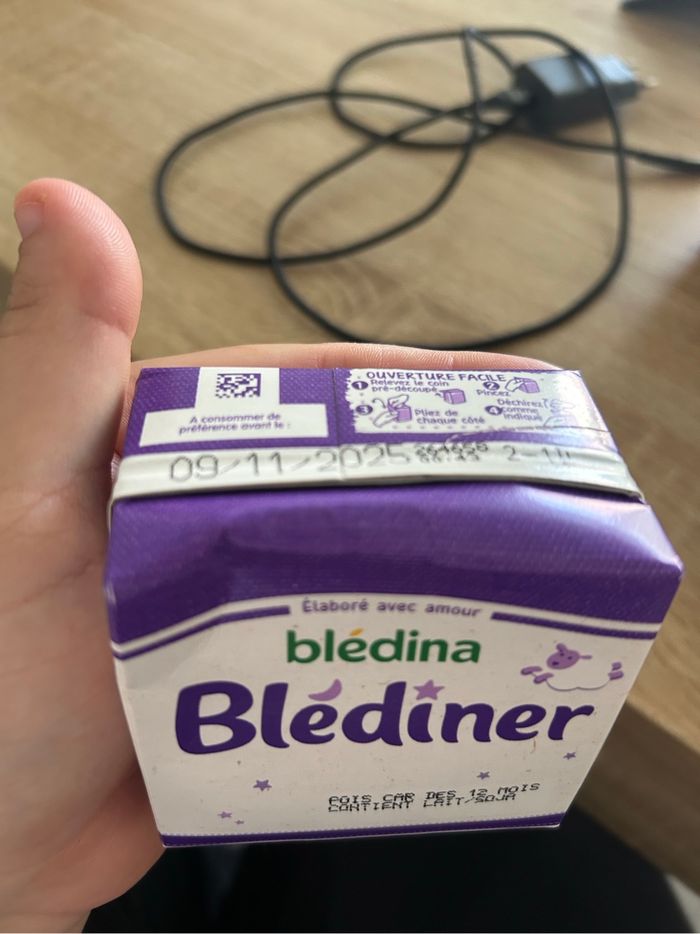 OUVERTURE FACILE
1 Relevez le coin
pré-découpé
2 Pincez
3 Pliez de
chaque côté
4 Déchirez
comme
indiqué
A consommer de
préférence avant le :
09/11/2025
Élaboré avec amour
blédina
Blédiner
POIS CAR DES 12 MOIS
CONTIENT LAIT/SOJA